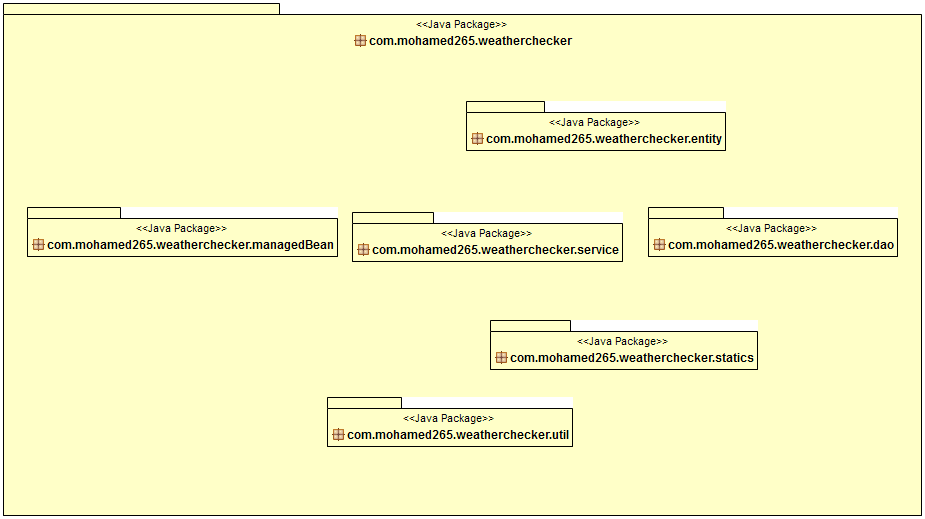 <<Java Package>>
com.mohamed265.weatherchecker
<<Java Package>>
com.mohamed265.weatherchecker.entity
<<Java Package>>
com.mohamed265.weatherchecker.managedBean
<<Java Package>>
com.mohamed265.weatherchecker.service
<<Java Package>>
com.mohamed265.weatherchecker.dao
<<Java Package>>
com.mohamed265.weatherchecker.statics
<<Java Package>>
com.mohamed265.weatherchecker.util